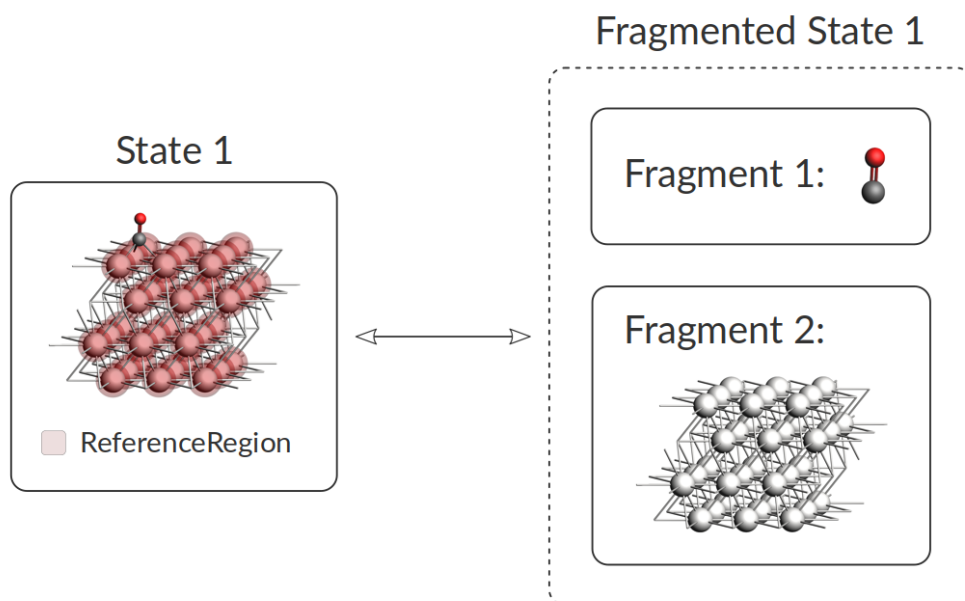 Fragmented State 1
State 1
Fragment 1:
Fragment 2:
ReferenceRegion